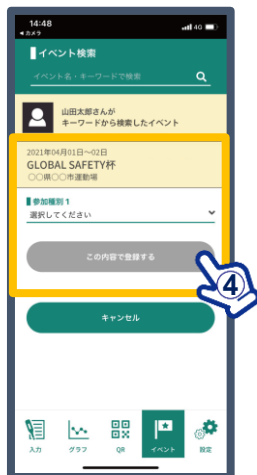 14:48
4G
◀カメラ
イベント検索
イベント名・キーワードで検索
山田太郎さんが
キーワードから検索したイベント
2021年04月01日〜02日
GLOBAL SAFETY杯
○○県○○市運動場
参加種別 1
選択してください
この内容で登録する
④
キャンセル
入力 グラフ QR イベント 設定